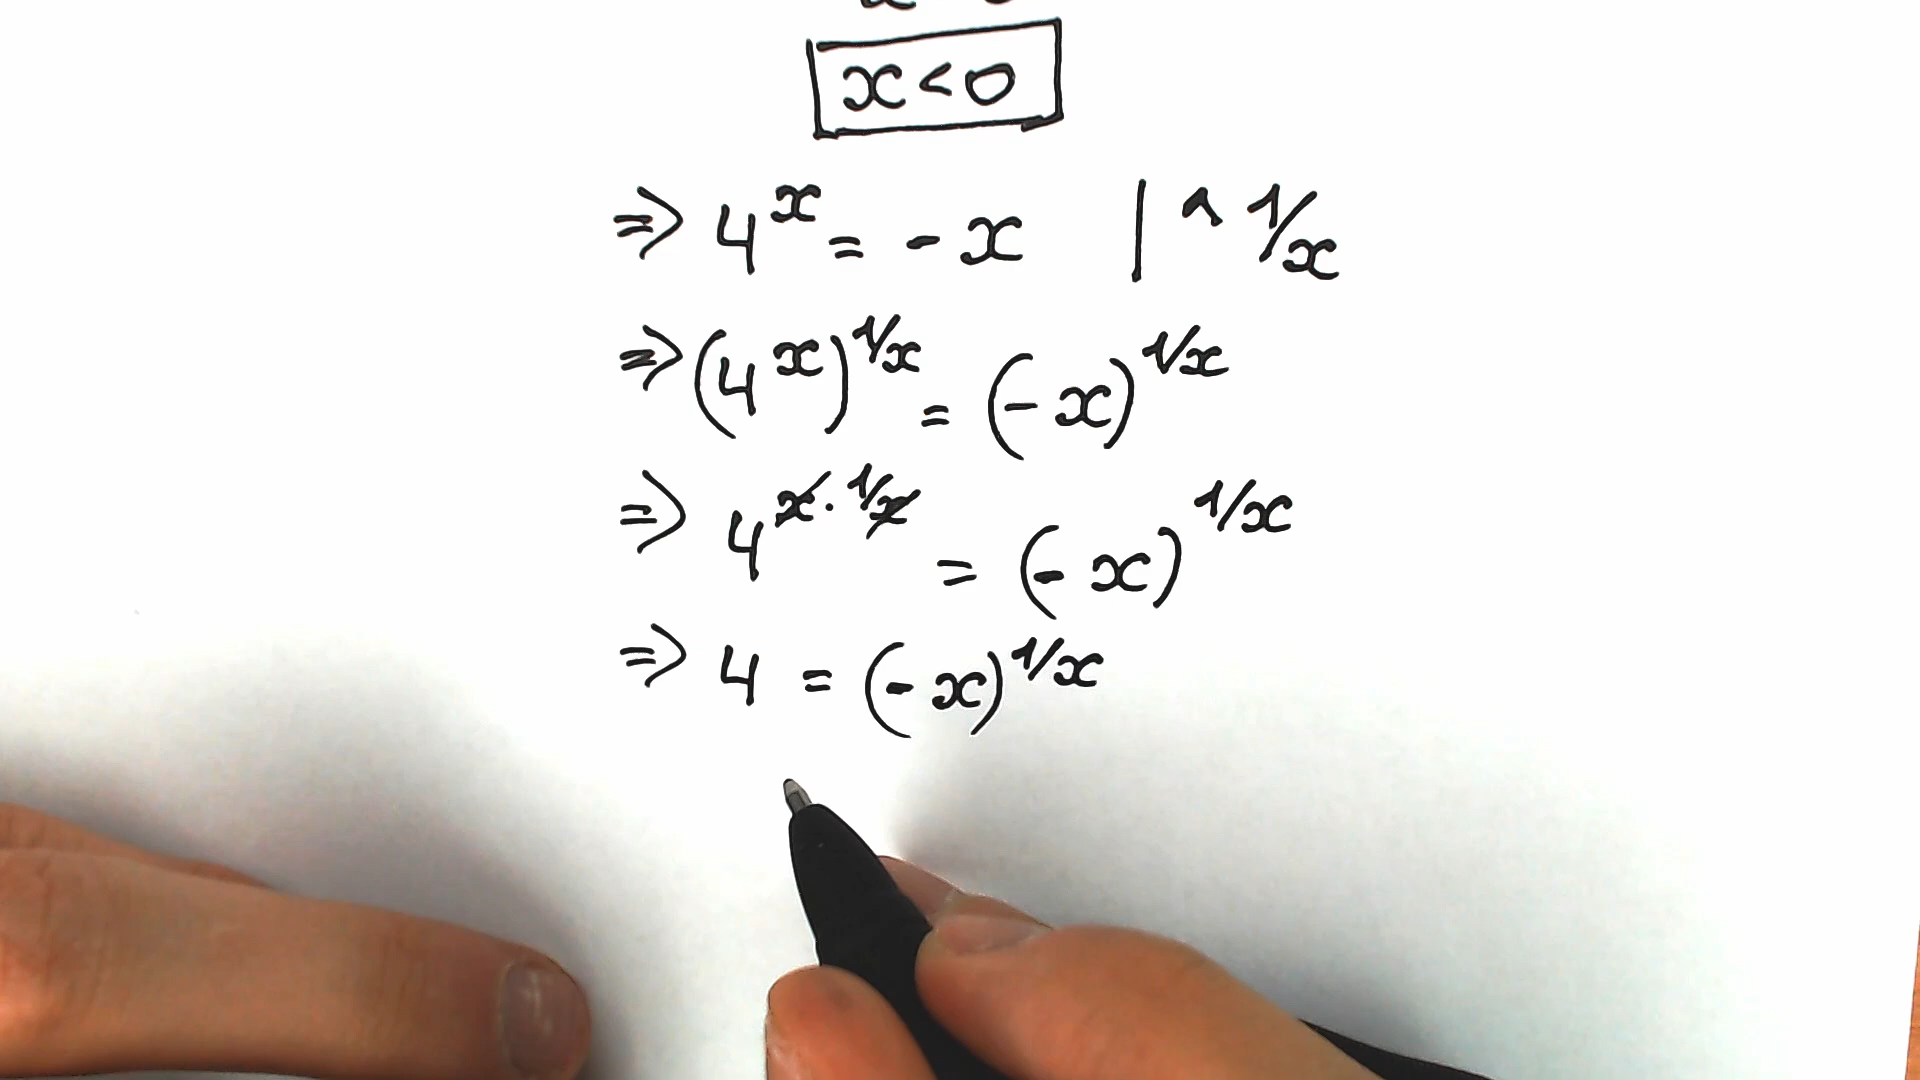 x<0
=> 4^x = -x | ^ 1/x
=> (4^x)^1/x = (-x)^1/x
=> 4^x·1/x = (-x)^1/x
=> 4 = (-x)^1/x